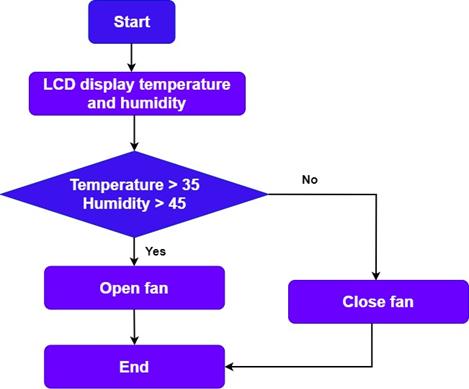 Start
LCD display temperature
and humidity
Temperature > 35
Humidity > 45
No
Yes
Open fan
Close fan
End